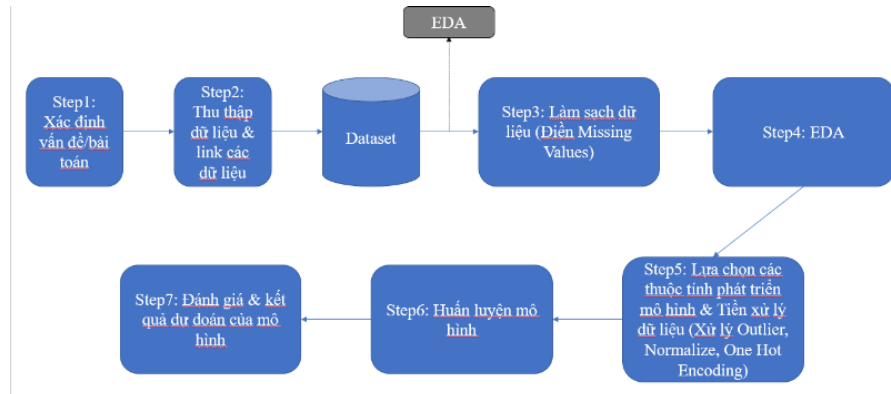 EDA
Step1:
Xác định
vấn đề/bài
toán
Step2:
Thu thập
dữ liệu &
link các
dữ liệu
Dataset
Step3: Làm sạch dữ
liệu (Điền Missing
Values)
Step4: EDA
Step5: Lựa chọn các
thuộc tính phát triển
mô hình & Tiền xử lý
dữ liệu (Xử lý Outlier,
Normalize, One Hot
Encoding)
Step6: Huấn luyện mô
hình
Step7: Đánh giá & kết
quả dự đoán của mô
hình